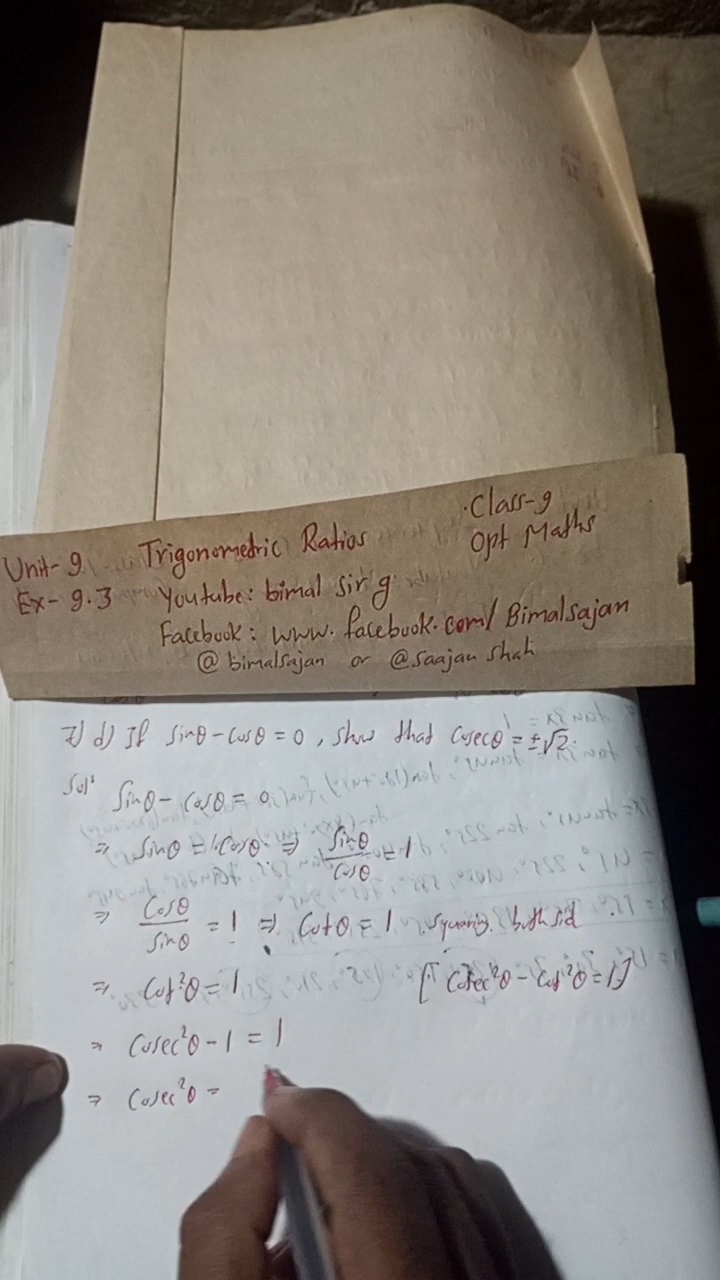 Class-9
Unit-9 Trigonometric Ratios Opt Maths
Ex-9.3 Youtube: bimal sir g
Facebook: www.facebook.com/Bimalsajan
@bimalsajan or @saajan shah
7) d) If sinθ - cosθ = 0, show that cosecθ = ±√2.
Solⁿ sinθ - cosθ = 0
⇒ sinθ = 1.cosθ ⇒ sinθ/cosθ = 1
⇒ cosθ/sinθ = 1 ⇒ cotθ = 1 squaring both sid
⇒ cot²θ = 1 [cosec²θ - cot²θ = 1]
⇒ cosec²θ - 1 = 1
⇒ cosec²θ =